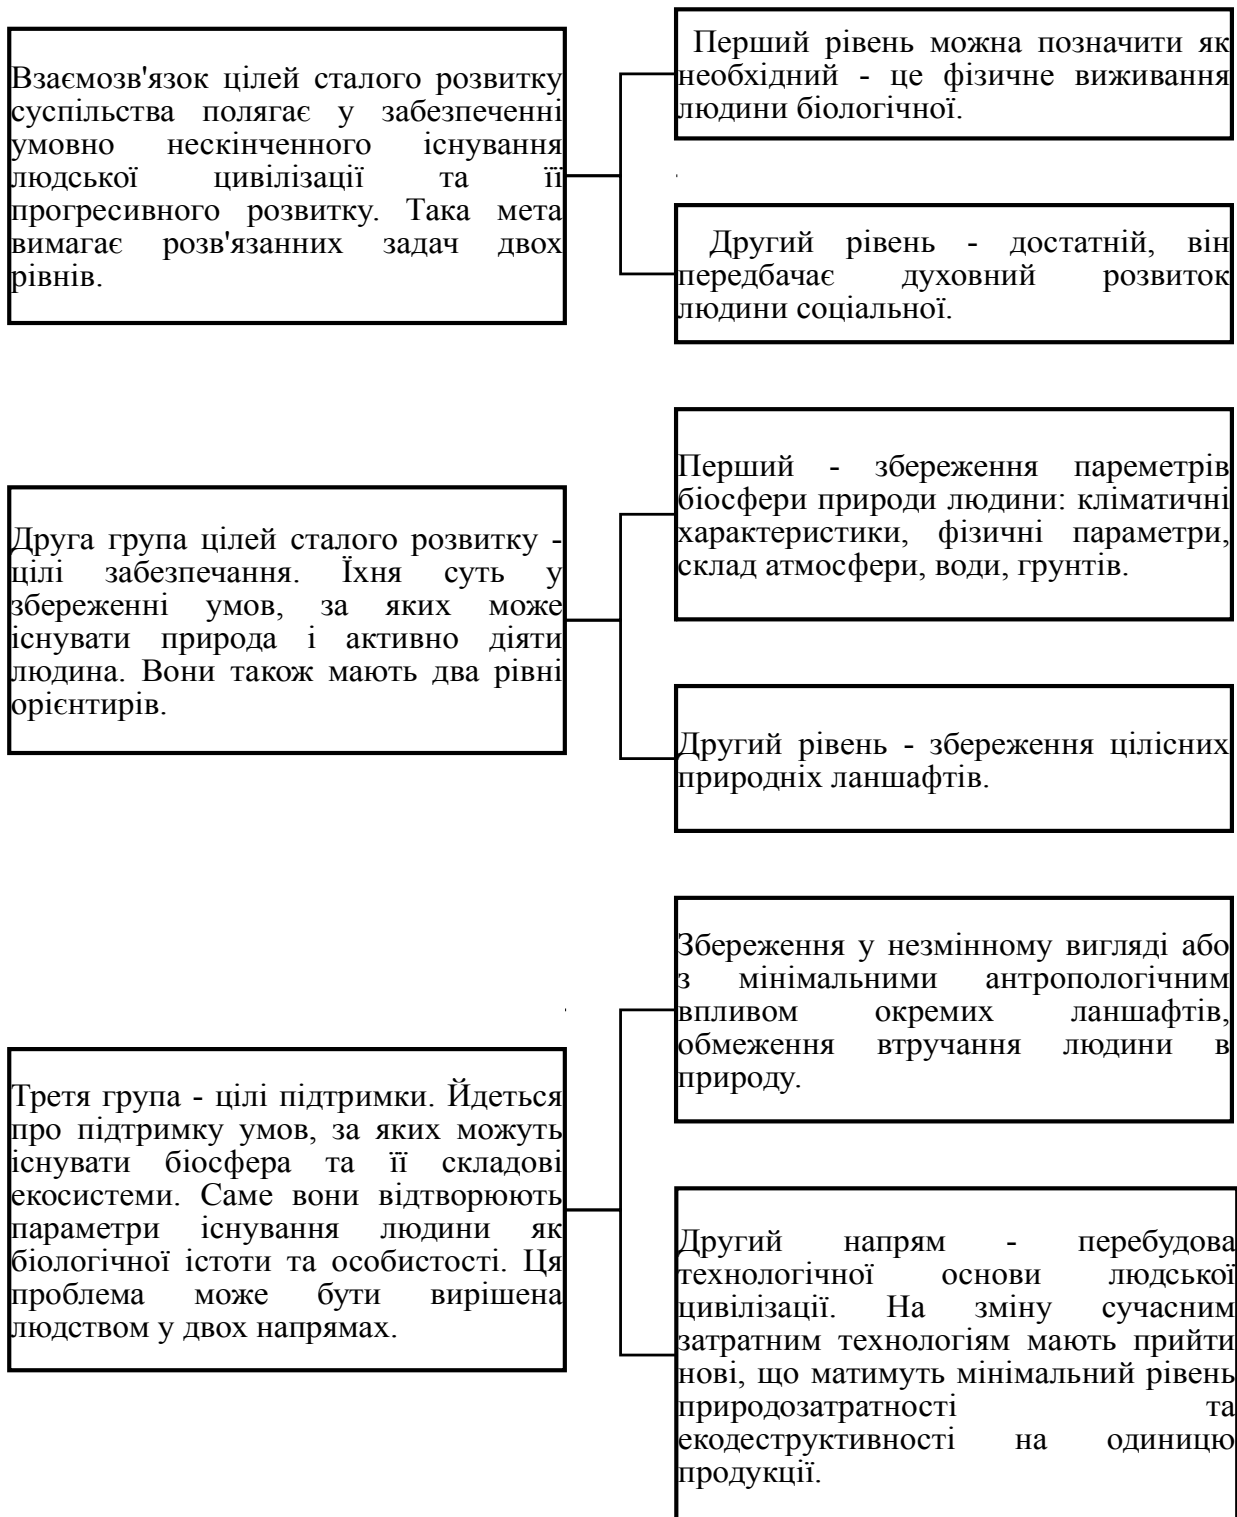 Взаємозв'язок цілей сталого розвитку
суспільства полягає у забезпеченні
умовно нескінченного існування
людської цивілізації та її
прогресивного розвитку. Така мета
вимагає розв'язанних задач двох
рівнів.
Перший рівень можна позначити як
необхідний - це фізичне виживання
людини біологічної.
Другий рівень - достатній, він
передбачає духовний розвиток
людини соціальної.
Друга група цілей сталого розвитку -
цілі забезпечання. Їхня суть у
збереженні умов, за яких може
існувати природа і активно діяти
людина. Вони також мають два рівні
орієнтирів.
Перший - збереження пареметрів
біосфери природи людини: кліматичні
характеристики, фізичні параметри,
склад атмосфери, води, грунтів.
Другий рівень - збереження цілісних
природніх ланшафтів.
Третя група - цілі підтримки. Йдеться
про підтримку умов, за яких можуть
існувати біосфера та її складові
екосистеми. Саме вони відтворюють
параметри існування людини як
біологічної істоти та особистості. Ця
проблема може бути вирішена
людством у двох напрямах.
Збереження у незмінному вигляді або
з мінімальними антропологічним
впливом окремих ланшафтів,
обмеження втручання людини в
природу.
Другий напрям - перебудова
технологічної основи людської
цивілізації. На зміну сучасним
затратним технологіям мають прийти
нові, що матимуть мінімальний рівень
природозатратності та
екодеструктивності на одиницю
продукції.